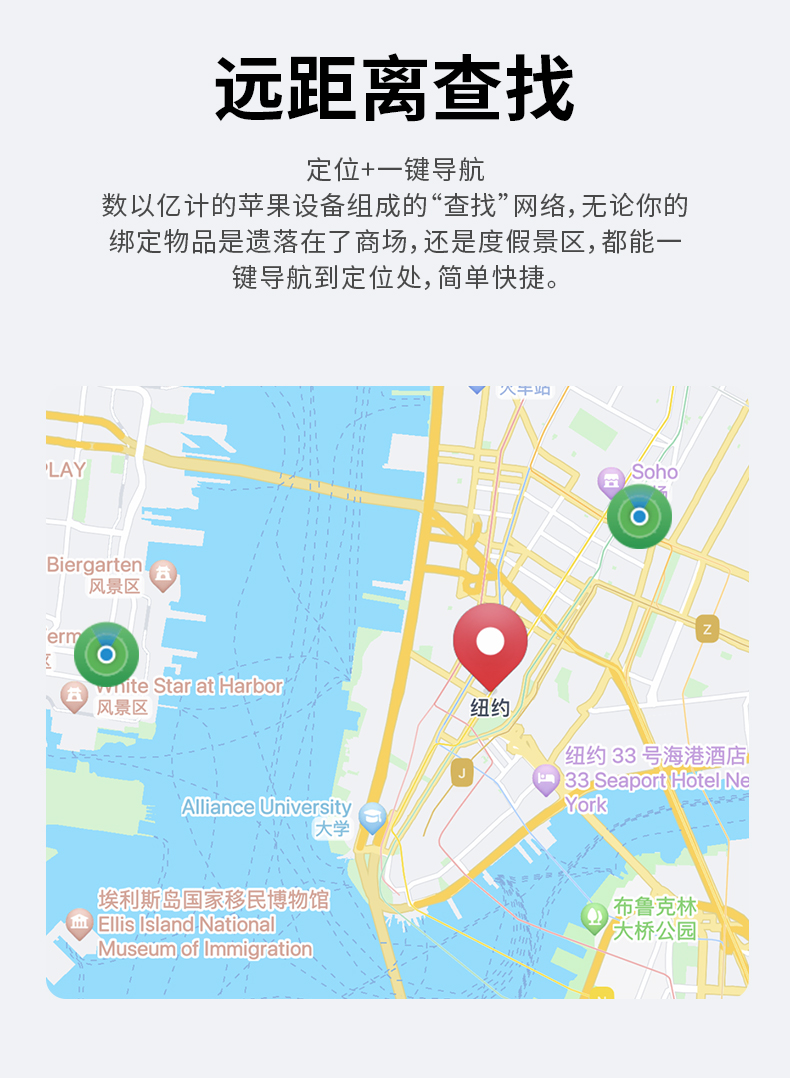 远距离查找
定位+一键导航
数以亿计的苹果设备组成的“查找”网络，无论你的
绑定物品是遗落在了商场，还是度假景区，都能一
键导航到定位处，简单快捷。
火车站
PLAY
Soho
Biergarten
风景区
Z
White Star at Harbor
风景区
纽约
纽约 33 号海港酒店
33 Seaport Hotel Ne
York
J
Alliance University
大学
埃利斯岛国家移民博物馆
Ellis Island National
Museum of Immigration
布鲁克林
大桥公园